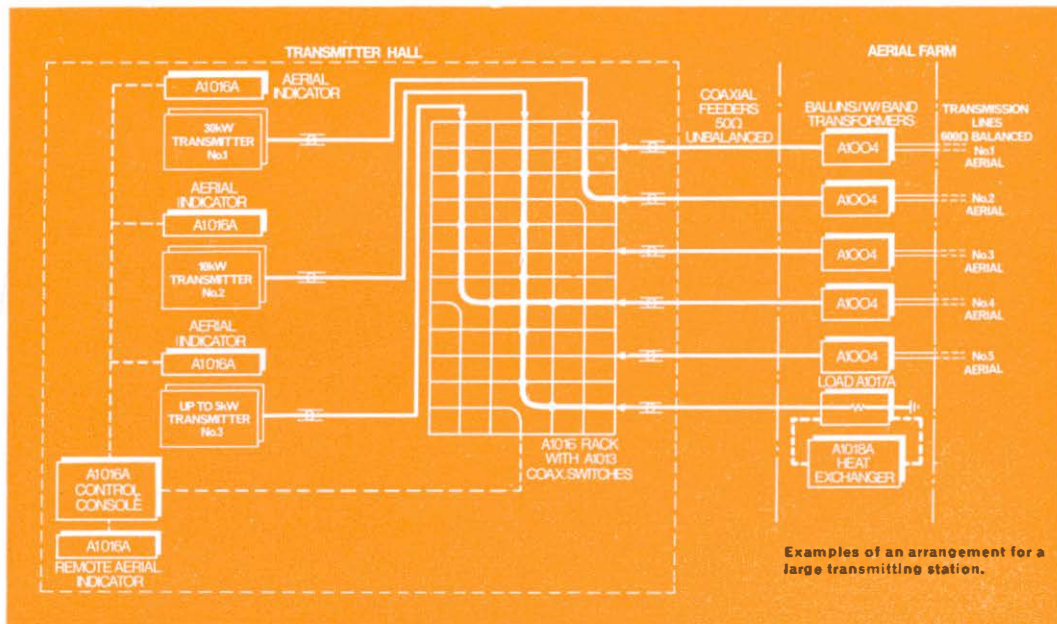 TRANSMITTER HALL
AERIAL FARM
A1016A
AERIAL
INDICATOR
30kW
TRANSMITTER
No.1
AERIAL
INDICATOR
A1016A
10kW
TRANSMITTER
No.2
AERIAL
INDICATOR
A1016A
UP TO 5kW
TRANSMITTER
No.3
A1016A
CONTROL
CONSOLE
A1016A
REMOTE AERIAL
INDICATOR
A1016 RACK
WITH A1013
COAX. SWITCHES
COAXIAL
FEEDERS
50Ω
UNBALANCED
BALUNS/W/BAND
TRANSFORMERS
TRANSMISSION
LINES
600Ω BALANCED
A1004
No.1
AERIAL
A1004
No.2
AERIAL
A1004
No.3
AERIAL
A1004
No.4
AERIAL
A1004
No.5
AERIAL
LOAD A1017A
A1018A
HEAT
EXCHANGER
Examples of an arrangement for a
large transmitting station.